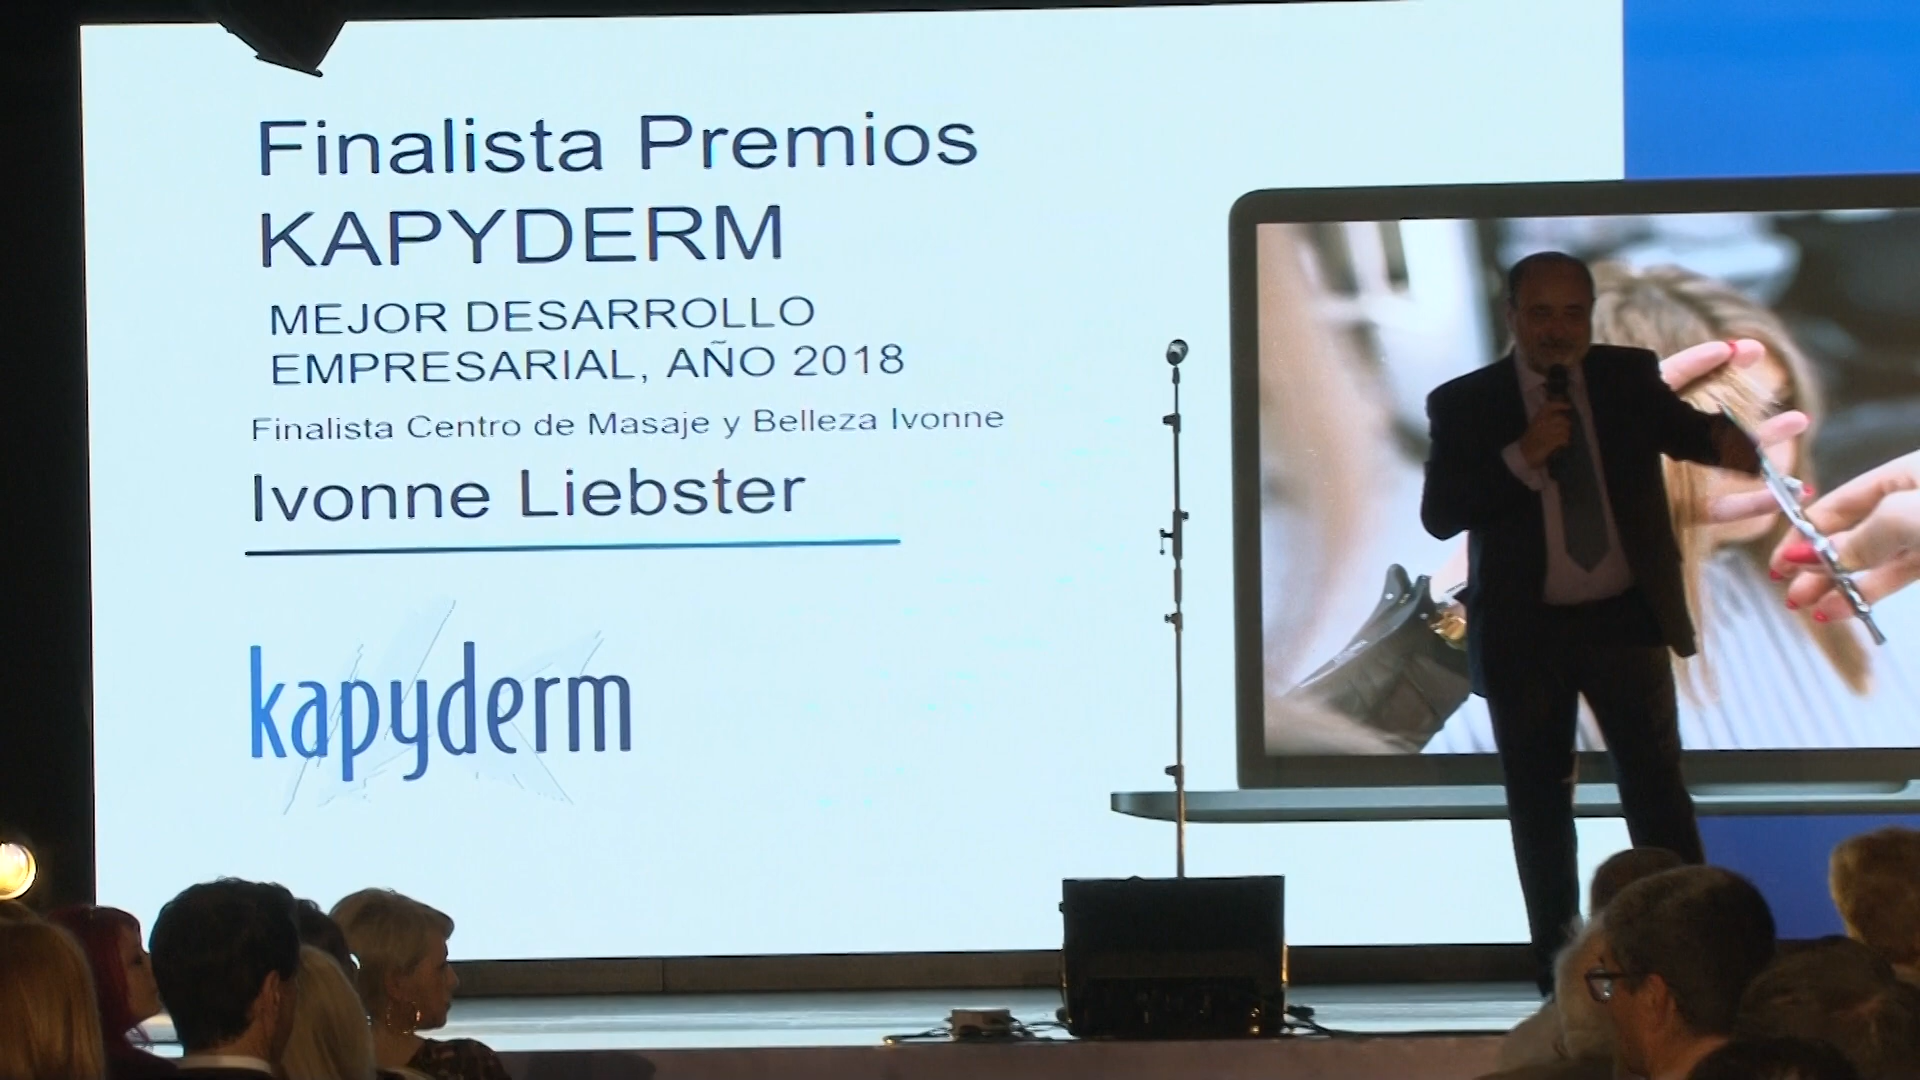 Finalista Premios
KAPYDERM
MEJOR DESARROLLO
EMPRESARIAL, AÑO 2018
Finalista Centro de Masaje y Belleza Ivonne
Ivonne Liebster
kapyderm